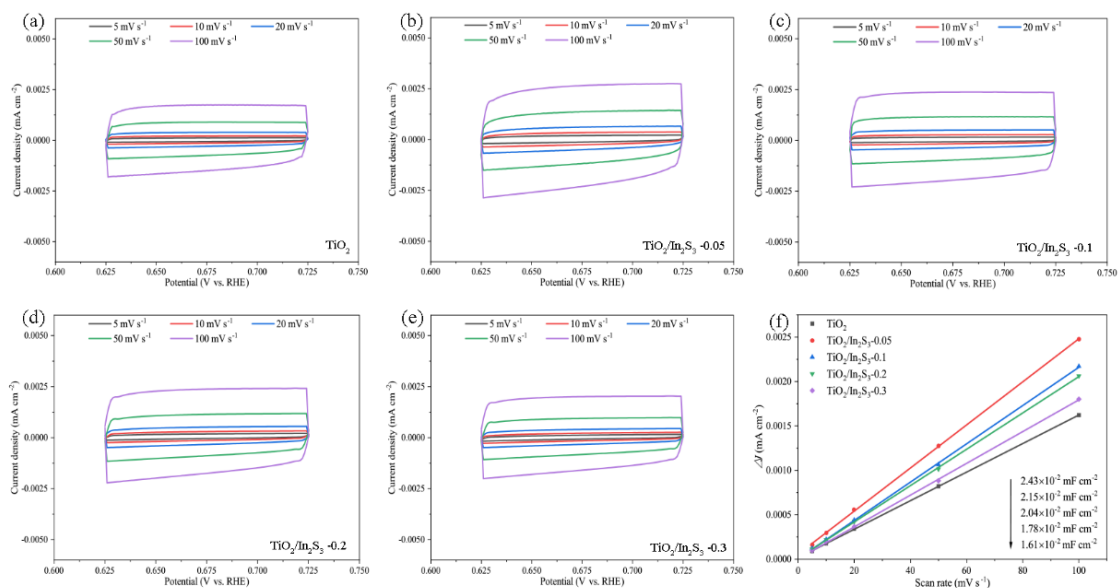 (a)
5 mV s⁻¹ 10 mV s⁻¹ 20 mV s⁻¹
50 mV s⁻¹ 100 mV s⁻¹
0.0050
0.0025
0.0000
-0.0025
-0.0050
Current density (mA cm⁻²)
TiO₂
0.600 0.625 0.650 0.675 0.700 0.725 0.750
Potential (V vs. RHE)
(b)
5 mV s⁻¹ 10 mV s⁻¹ 20 mV s⁻¹
50 mV s⁻¹ 100 mV s⁻¹
0.0050
0.0025
0.0000
-0.0025
-0.0050
Current density (mA cm⁻²)
TiO₂/In₂S₃ -0.05
0.600 0.625 0.650 0.675 0.700 0.725 0.750
Potential (V vs. RHE)
(c)
5 mV s⁻¹ 10 mV s⁻¹ 20 mV s⁻¹
50 mV s⁻¹ 100 mV s⁻¹
0.0050
0.0025
0.0000
-0.0025
-0.0050
Current density (mA cm⁻²)
TiO₂/In₂S₃ -0.1
0.600 0.625 0.650 0.675 0.700 0.725 0.750
Potential (V vs. RHE)
(d)
5 mV s⁻¹ 10 mV s⁻¹ 20 mV s⁻¹
50 mV s⁻¹ 100 mV s⁻¹
0.0050
0.0025
0.0000
-0.0025
-0.0050
Current density (mA cm⁻²)
TiO₂/In₂S₃ -0.2
0.600 0.625 0.650 0.675 0.700 0.725 0.750
Potential (V vs. RHE)
(e)
5 mV s⁻¹ 10 mV s⁻¹ 20 mV s⁻¹
50 mV s⁻¹ 100 mV s⁻¹
0.0050
0.0025
0.0000
-0.0025
-0.0050
Current density (mA cm⁻²)
TiO₂/In₂S₃ -0.3
0.600 0.625 0.650 0.675 0.700 0.725 0.750
Potential (V vs. RHE)
(f)
TiO₂
TiO₂/In₂S₃-0.05
TiO₂/In₂S₃-0.1
TiO₂/In₂S₃-0.2
TiO₂/In₂S₃-0.3
0.0025
0.0020
0.0015
0.0010
0.0005
0.0000
ΔJ (mA cm⁻²)
2.43×10⁻² mF cm⁻²
2.15×10⁻² mF cm⁻²
2.04×10⁻² mF cm⁻²
1.78×10⁻² mF cm⁻²
1.61×10⁻² mF cm⁻²
0 20 40 60 80 100
Scan rate (mV s⁻¹)